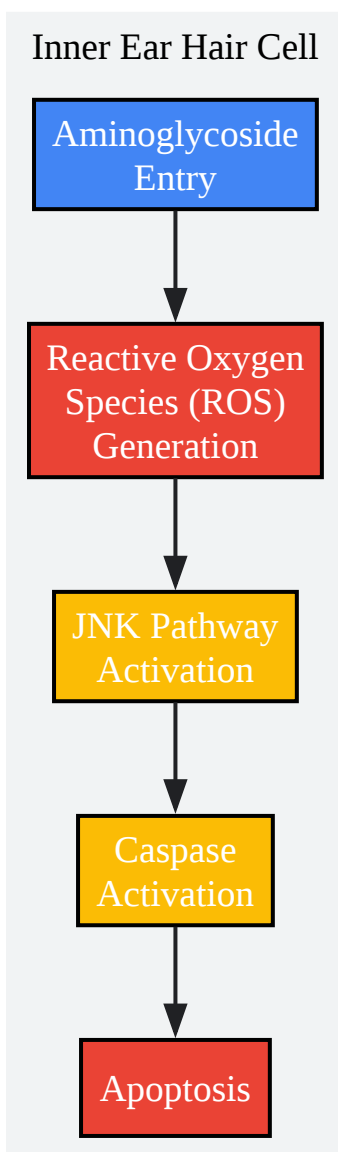 Inner Ear Hair Cell
Aminoglycoside
Entry
Reactive Oxygen
Species (ROS)
Generation
JNK Pathway
Activation
Caspase
Activation
Apoptosis